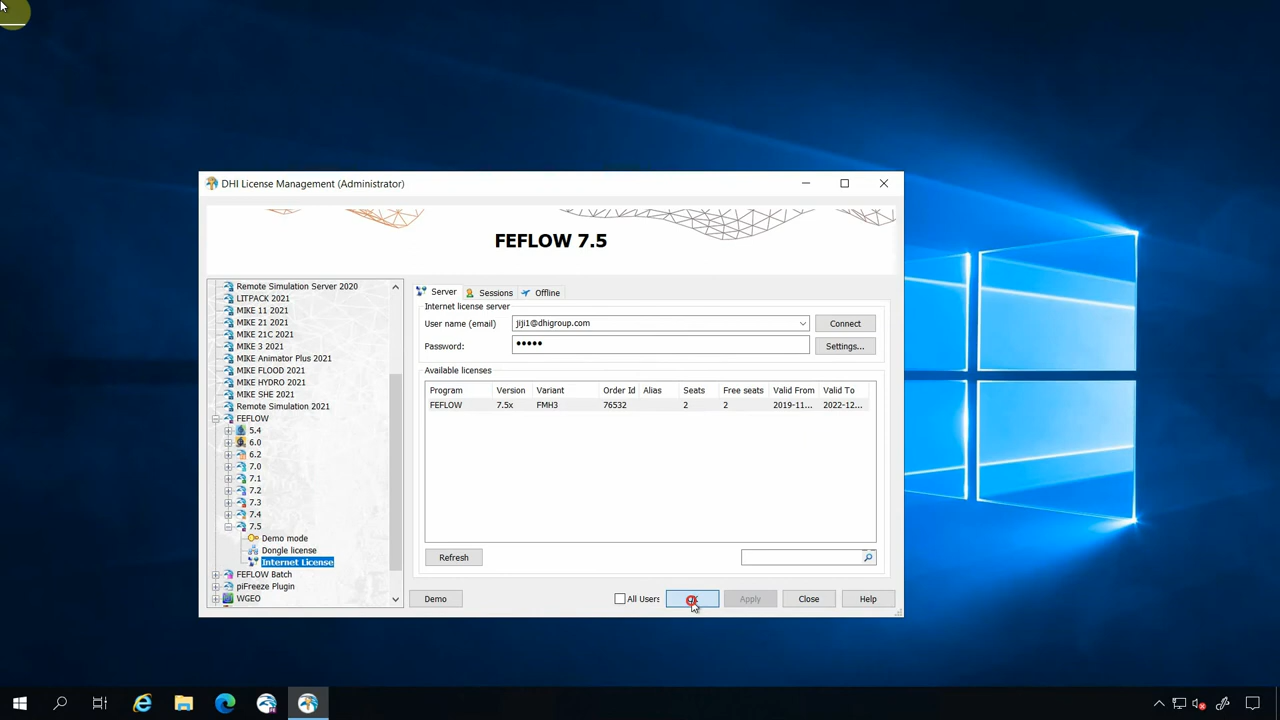 DHI License Management (Administrator)
FEFLOW 7.5
Remote Simulation Server 2020
LITPACK 2021
MIKE 11 2021
MIKE 21 2021
MIKE 21C 2021
MIKE 3 2021
MIKE Animator Plus 2021
MIKE FLOOD 2021
MIKE HYDRO 2021
MIKE SHE 2021
Remote Simulation 2021
FEFLOW
5.4
6.0
6.2
7.0
7.1
7.2
7.3
7.4
7.5
Demo mode
Dongle license
Internet License
FEFLOW Batch
piFreeze Plugin
WGEO
Server Sessions Offline
Internet license server
User name (email) jiji1@dhigroup.com Connect
Password: ••••• Settings...
Available licenses
Program Version Variant Order Id Alias Seats Free seats Valid From Valid To
FEFLOW 7.5x FMH3 76532 2 2 2019-11... 2022-12...
Refresh
Demo All Users Apply Close Help